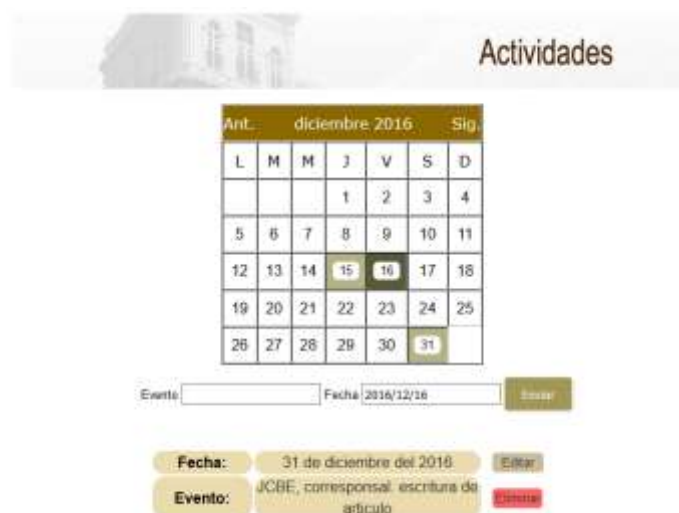 Actividades
Ant. diciembre 2016 Sig.
L M M J V S D
1 2 3 4
5 6 7 8 9 10 11
12 13 14 15 16 17 18
19 20 21 22 23 24 25
26 27 28 29 30 31
Evento Fecha 2016/12/16 Enviar
Fecha: 31 de diciembre del 2016 Editar
Evento: JCBE, corresponsal. escritura de articulo Eliminar